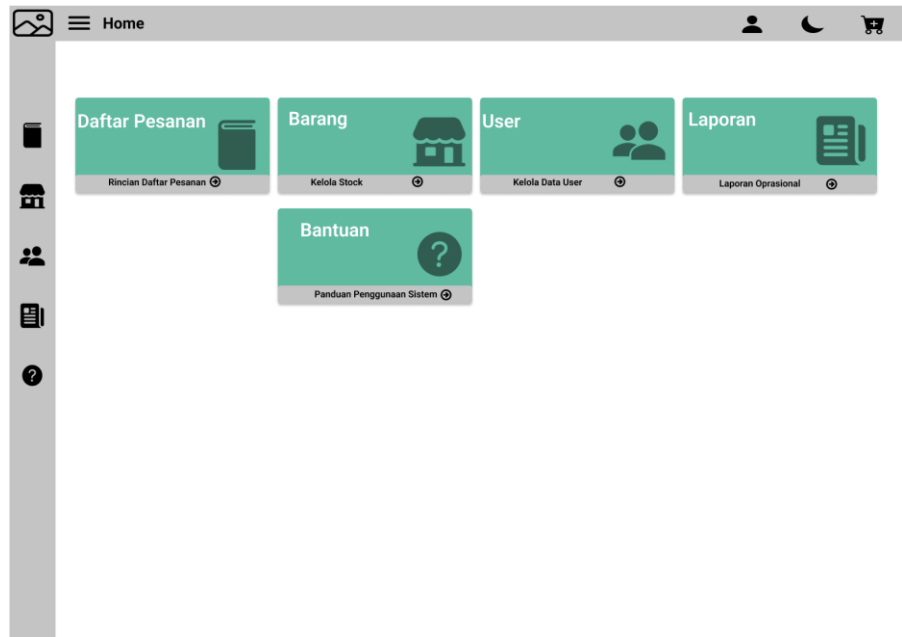 Home
Daftar Pesanan
Rincian Daftar Pesanan
Barang
Kelola Stock
User
Kelola Data User
Laporan
Laporan Oprasional
Bantuan
?
Panduan Penggunaan Sistem
?